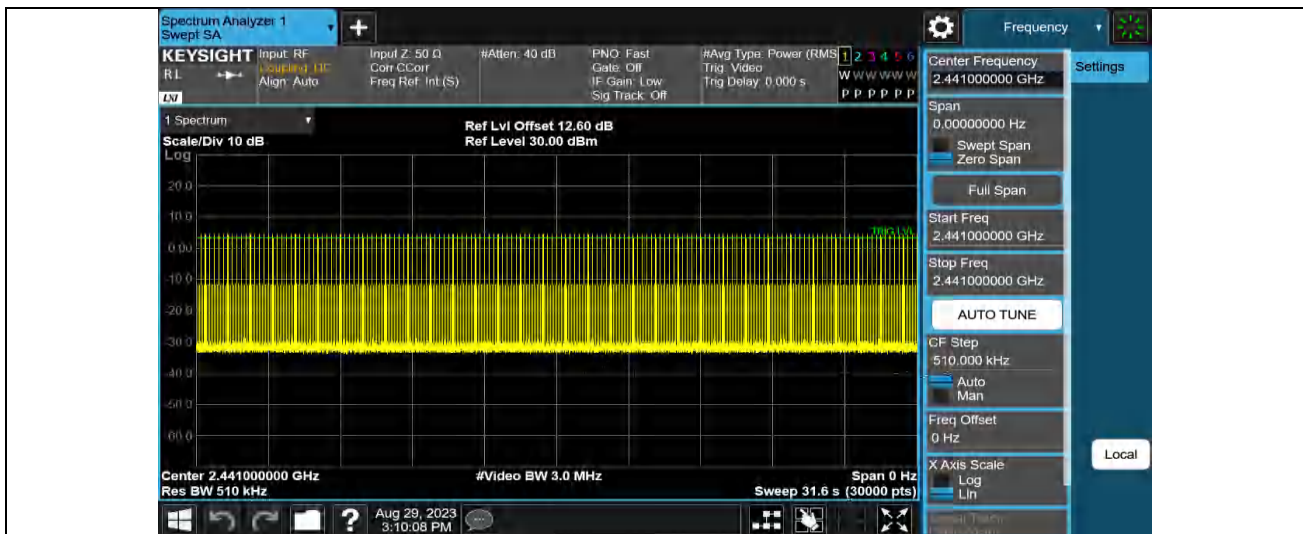 Spectrum Analyzer 1
Swept SA
+
Frequency
KEYSIGHT
RL
LNI
Input: RF
Coupling: DC
Align: Auto
Input Z: 50 Ω
Corr CCorr
Freq Ref: Int (S)
#Atten: 40 dB
PNO: Fast
Gate: Off
IF Gain: Low
Sig Track: Off
#Avg Type: Power (RMS
Trig: Video
Trig Delay: 0.000 s
1 2 3 4 5 6
W W W W W W
P P P P P P
Center Frequency
2.441000000 GHz
Settings
Span
0.00000000 Hz
Swept Span
Zero Span
Full Span
Start Freq
2.441000000 GHz
Stop Freq
2.441000000 GHz
AUTO TUNE
CF Step
510.000 kHz
Auto
Man
Freq Offset
0 Hz
X Axis Scale
Log
Lin
Local
1 Spectrum
Scale/Div 10 dB
Ref Lvl Offset 12.60 dB
Ref Level 30.00 dBm
Log
20.0
10.0
0.00
-10.0
-20.0
-30.0
-40.0
-50.0
-60.0
TRIG LVL
Center 2.441000000 GHz
#Video BW 3.0 MHz
Span 0 Hz
Res BW 510 kHz
Sweep 31.6 s (30000 pts)
?
Aug 29, 2023
3:10:08 PM